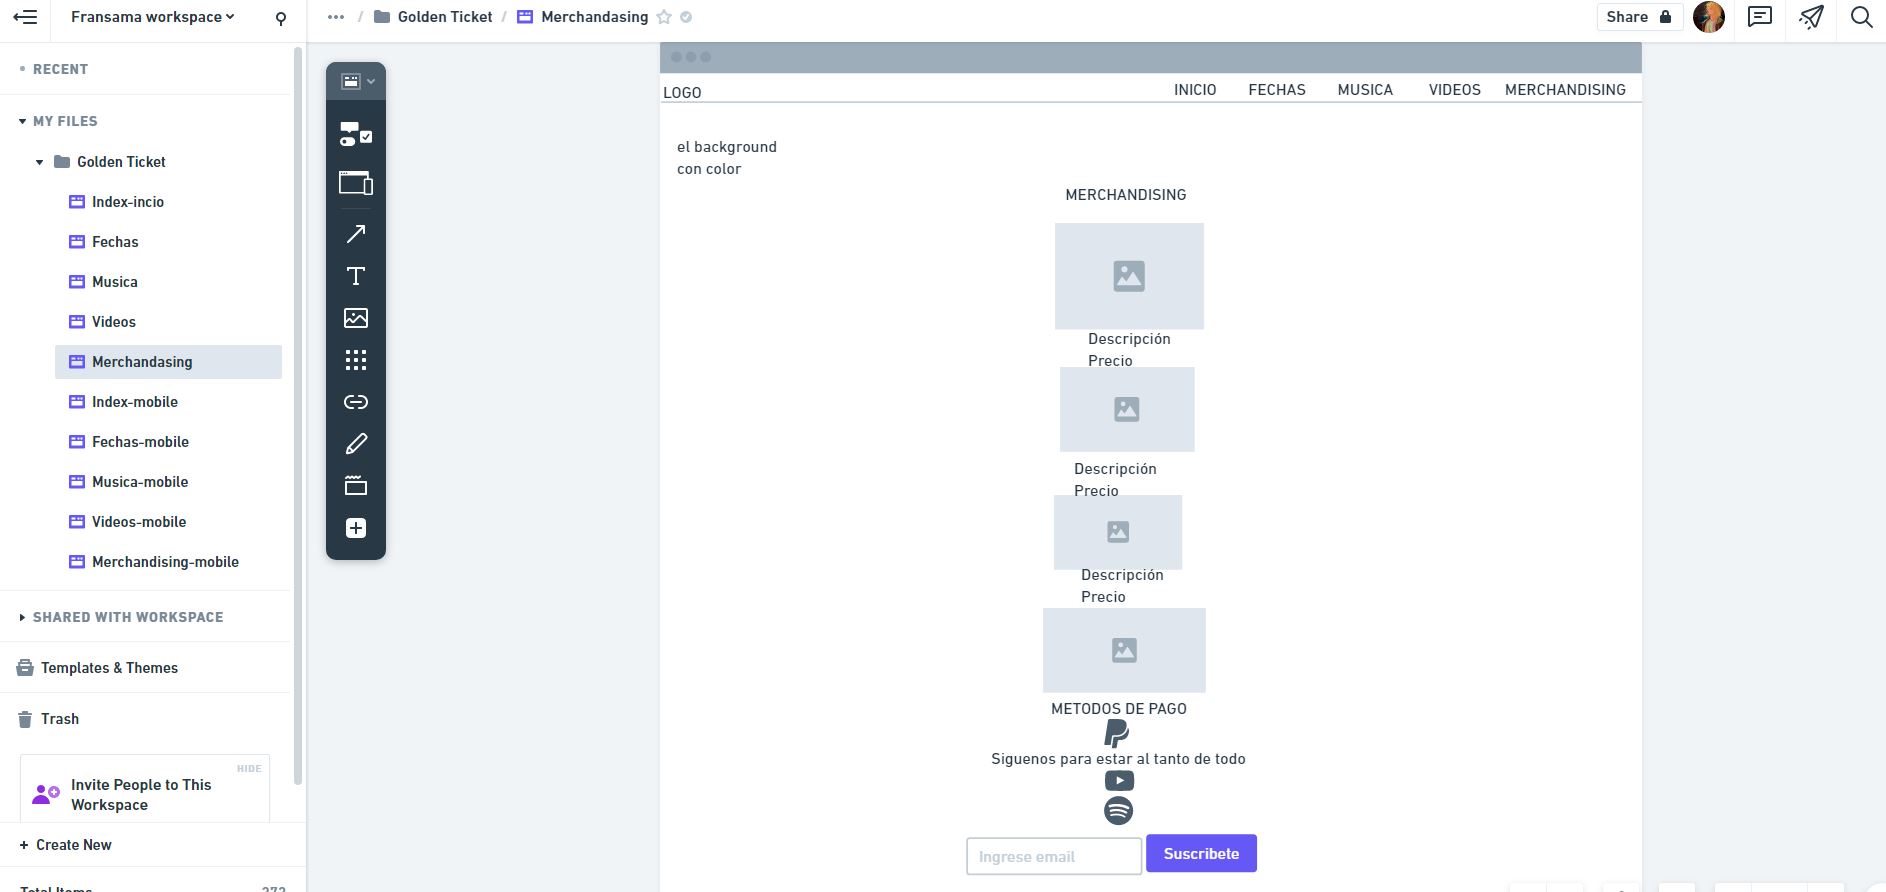 Fransama workspace
••• / Golden Ticket / Merchandasing
Share
RECENT
MY FILES
Golden Ticket
Index-incio
Fechas
Musica
Videos
Merchandasing
Index-mobile
Fechas-mobile
Musica-mobile
Videos-mobile
Merchandising-mobile
SHARED WITH WORKSPACE
Templates & Themes
Trash
HIDE
Invite People to This
Workspace
+ Create New
Total Items 272
LOGO
INICIO FECHAS MUSICA VIDEOS MERCHANDISING
el background
con color
MERCHANDISING
Descripción
Precio
Descripción
Precio
Descripción
Precio
METODOS DE PAGO
Siguenos para estar al tanto de todo
Ingrese email
Suscribete